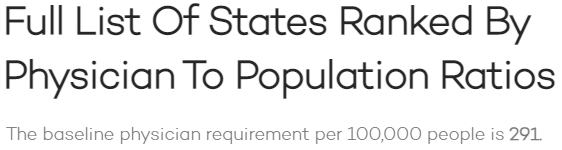 Full List Of States Ranked By
Physician To Population Ratios
The baseline physician requirement per 100,000 people is 291.